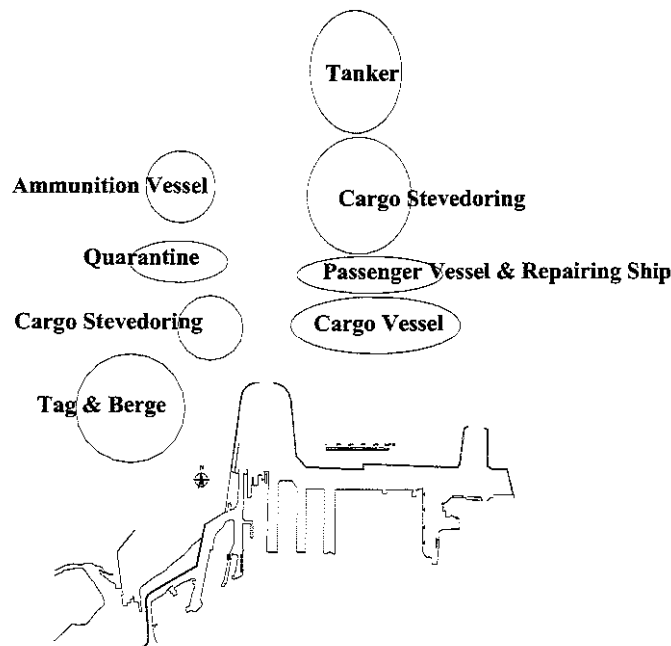 Tanker
Ammunition Vessel
Cargo Stevedoring
Quarantine
Passenger Vessel & Repairing Ship
Cargo Stevedoring
Cargo Vessel
Tag & Berge
N